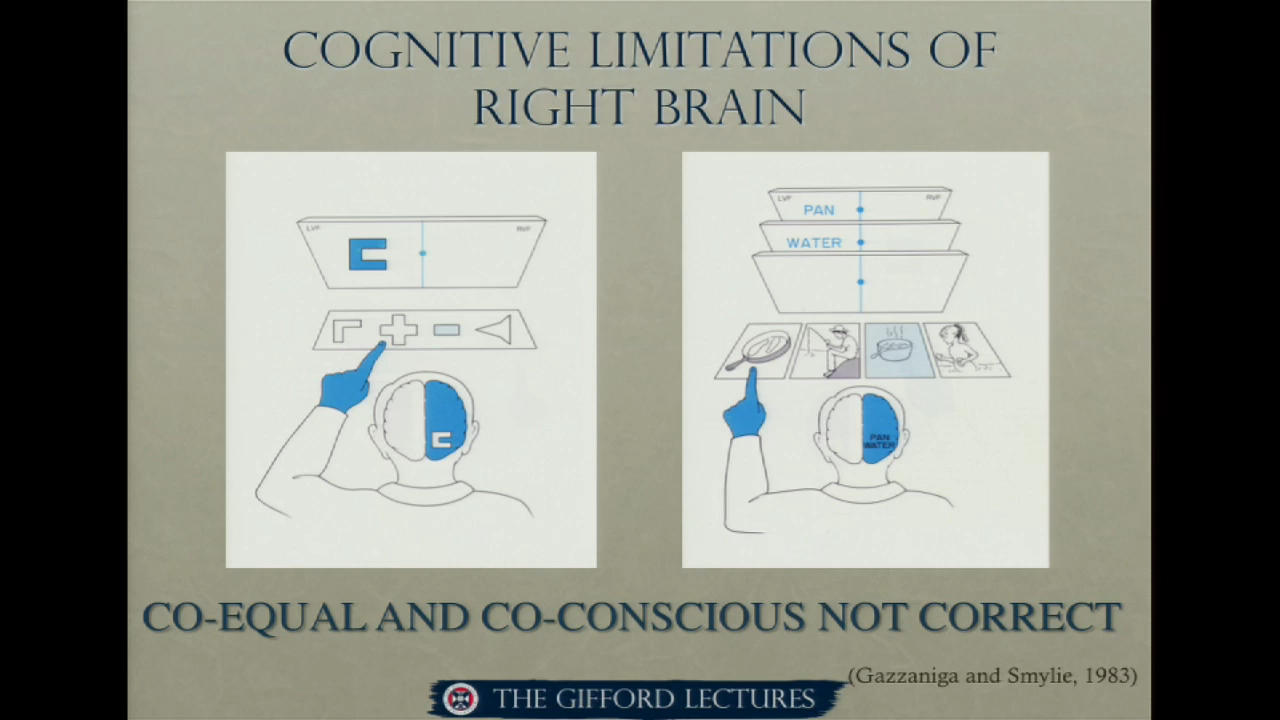 COGNITIVE LIMITATIONS OF
RIGHT BRAIN
LVF
RVF
LVF
RVF
PAN
WATER
PAN
WATER
CO-EQUAL AND CO-CONSCIOUS NOT CORRECT
(Gazzaniga and Smylie, 1983)
THE GIFFORD LECTURES